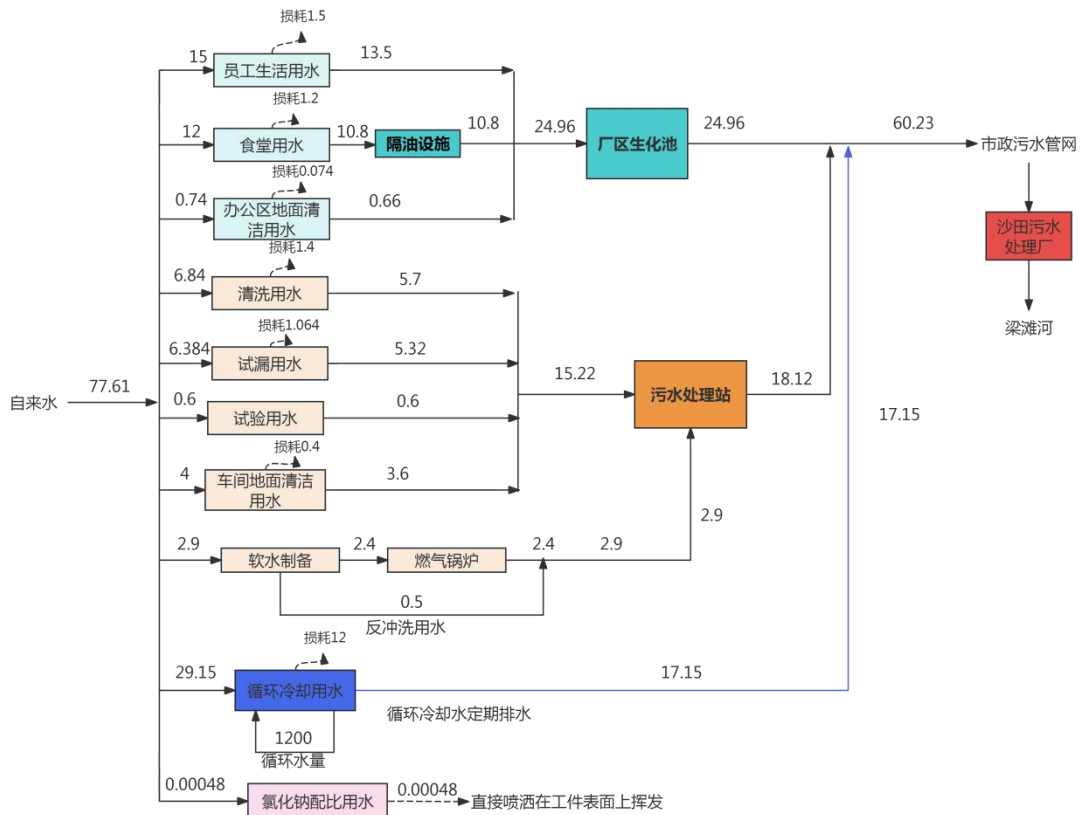 损耗1.5
15
员工生活用水
13.5
损耗1.2
12
食堂用水
10.8
隔油设施
10.8
24.96
厂区生化池
24.96
60.23
市政污水管网
损耗0.074
0.74
办公区地面清
洁用水
0.66
沙田污水
处理厂
梁滩河
损耗1.4
6.84
清洗用水
5.7
损耗1.064
6.384
试漏用水
5.32
自来水
77.61
0.6
试验用水
0.6
15.22
污水处理站
18.12
17.15
损耗0.4
4
车间地面清洁
用水
3.6
2.9
2.9
软水制备
2.4
燃气锅炉
2.4
2.9
0.5
反冲洗用水
损耗12
29.15
循环冷却用水
17.15
循环冷却水定期排水
1200
循环水量
0.00048
氯化钠配比用水
0.00048
直接喷洒在工件表面上挥发